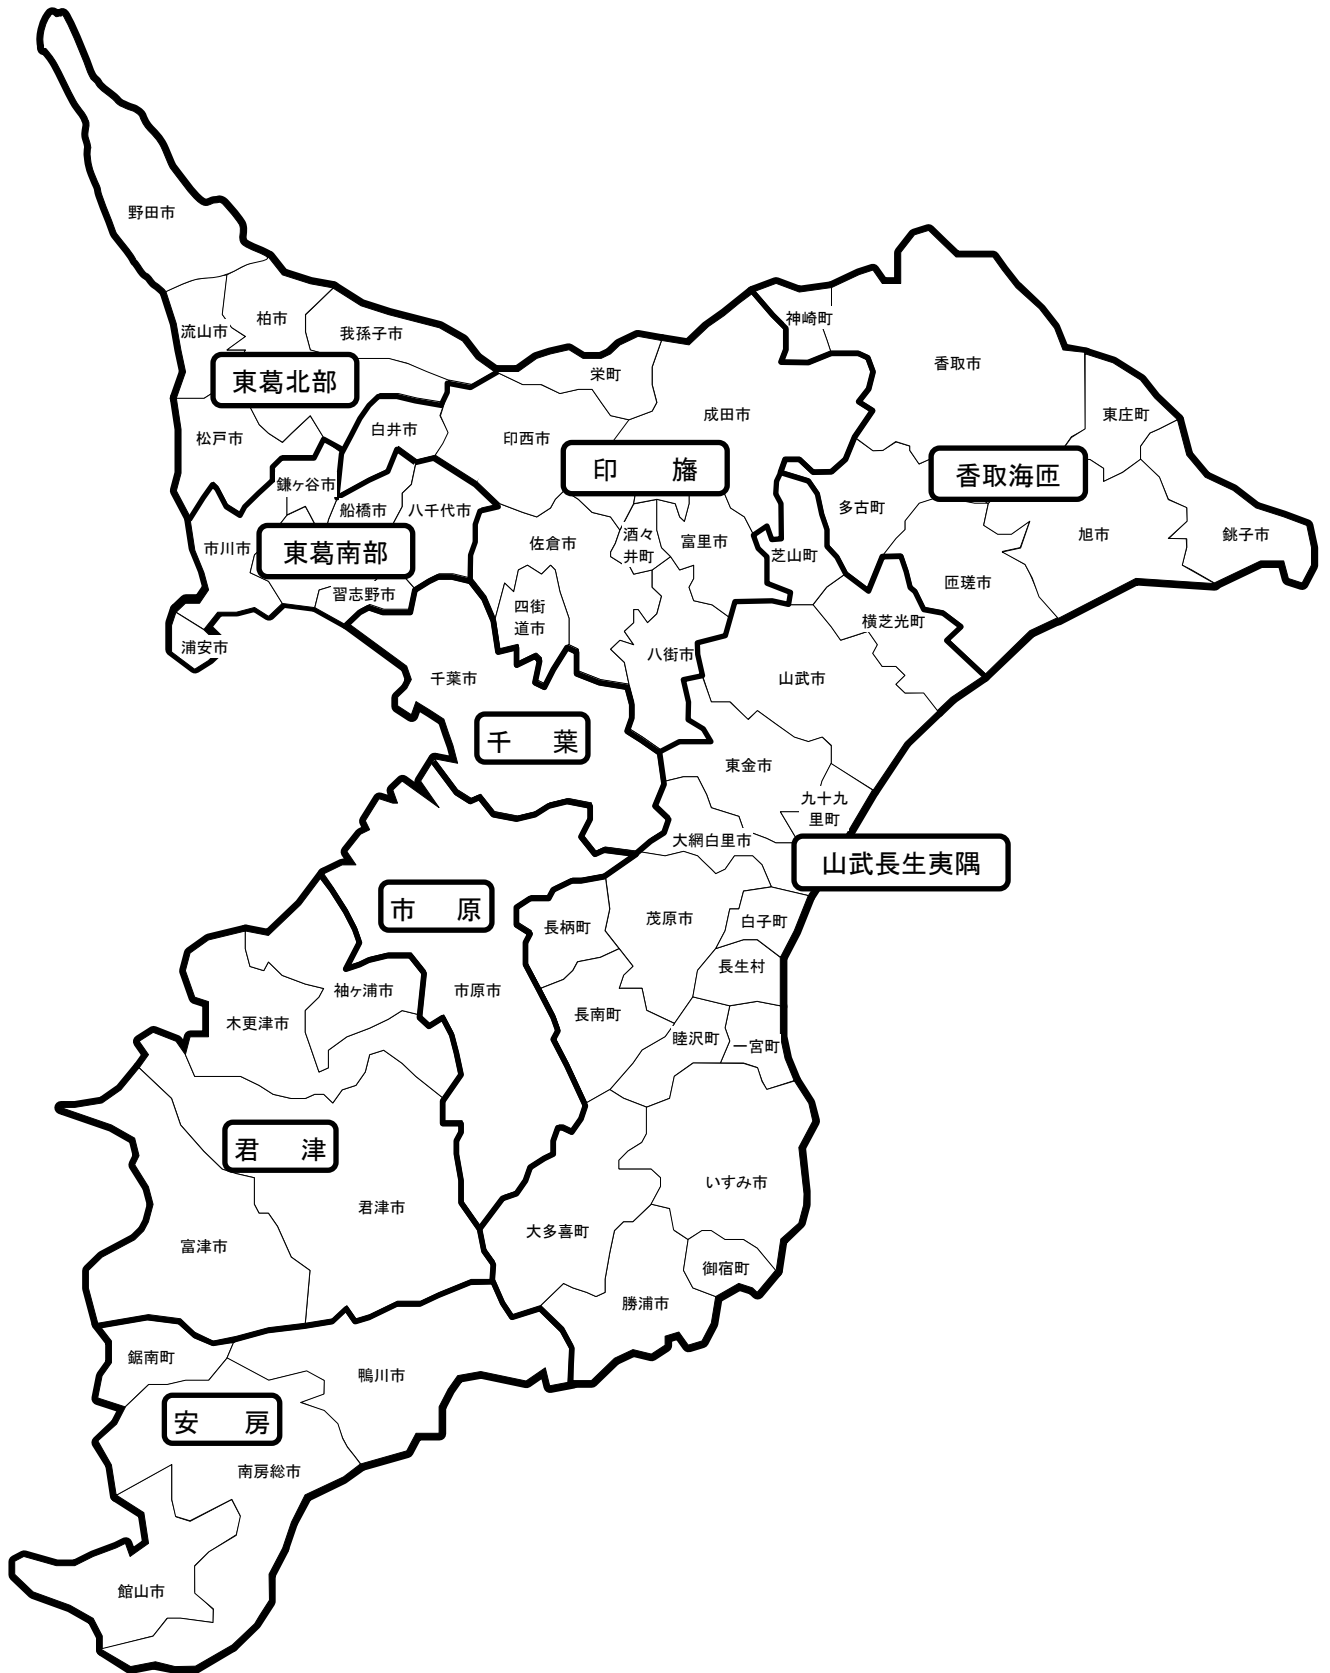 野田市
流山市
柏市
我孫子市
東葛北部
松戸市
白井市
鎌ヶ谷市
船橋市
八千代市
市川市
東葛南部
習志野市
浦安市
栄町
印西市
成田市
印　旛
佐倉市
酒々
井町
富里市
四街
道市
八街市
神崎町
香取市
東庄町
香取海匝
多古町
旭市
銚子市
匝瑳市
芝山町
横芝光町
山武市
千葉市
千　葉
東金市
九十九
里町
大網白里市
山武長生夷隅
市　原
市原市
長柄町
茂原市
白子町
長生村
長南町
睦沢町
一宮町
袖ヶ浦市
木更津市
君　津
君津市
富津市
いすみ市
大多喜町
御宿町
勝浦市
鋸南町
鴨川市
安　房
南房総市
館山市